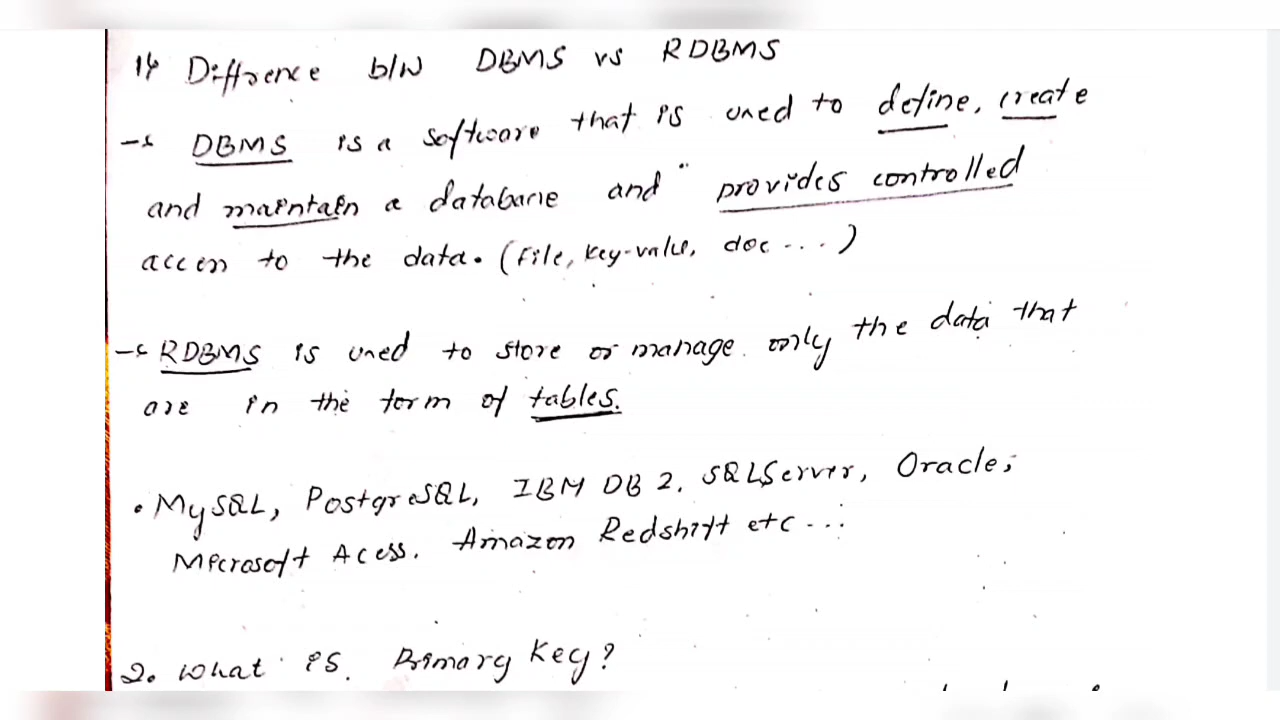 1) Diffrence b/w DBMS vs RDBMS
→ DBMS is a software that is used to define, create
and maintain a database and provides controlled
access to the data. (File, key-value, doc ....)
→ RDBMS is used to store or manage only the data that
are in the form of tables.
• MySQL, PostgreSQL, IBM DB2, SQLServer, Oracle,
Microsoft Acess, Amazon Redshift etc ...
2. What is Primary Key?